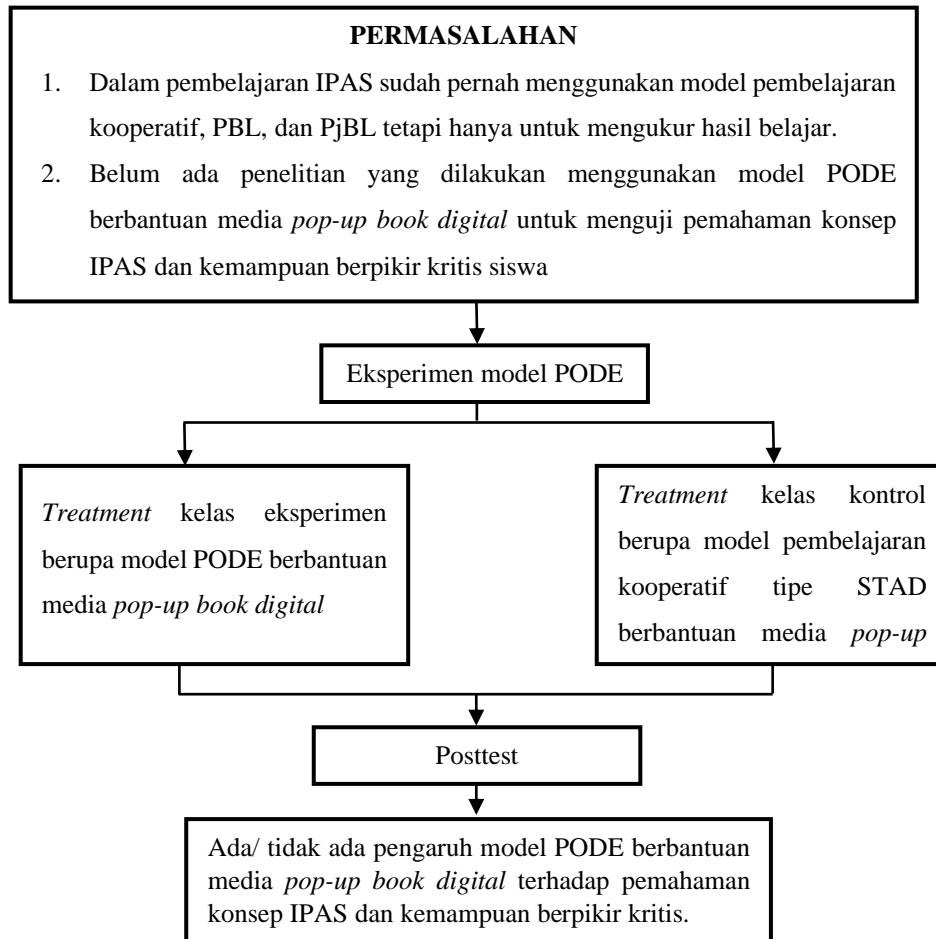 PERMASALAHAN
1. Dalam pembelajaran IPAS sudah pernah menggunakan model pembelajaran
kooperatif, PBL, dan PjBL tetapi hanya untuk mengukur hasil belajar.
2. Belum ada penelitian yang dilakukan menggunakan model PODE
berbantuan media pop-up book digital untuk menguji pemahaman konsep
IPAS dan kemampuan berpikir kritis siswa
Eksperimen model PODE
Treatment kelas eksperimen
berupa model PODE berbantuan
media pop-up book digital
Treatment kelas kontrol
berupa model pembelajaran
kooperatif tipe STAD
berbantuan media pop-up
Posttest
Ada/ tidak ada pengaruh model PODE berbantuan
media pop-up book digital terhadap pemahaman
konsep IPAS dan kemampuan berpikir kritis.